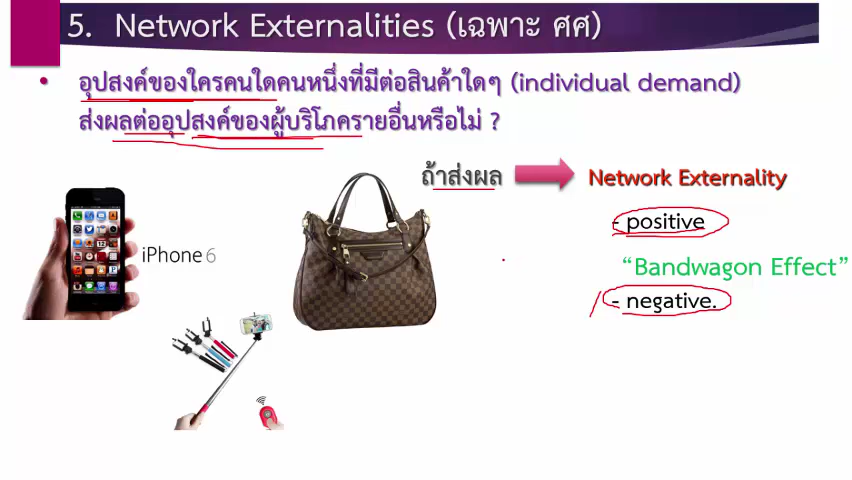 5. Network Externalities (เฉพาะ ศศ)
• อุปสงค์ของใครคนใดคนหนึ่งที่มีต่อสินค้าใดๆ (individual demand)
ส่งผลต่ออุปสงค์ของผู้บริโภครายอื่นหรือไม่ ?
ถ้าส่งผล
Network Externality
- positive
iPhone 6
“Bandwagon Effect”
- negative.